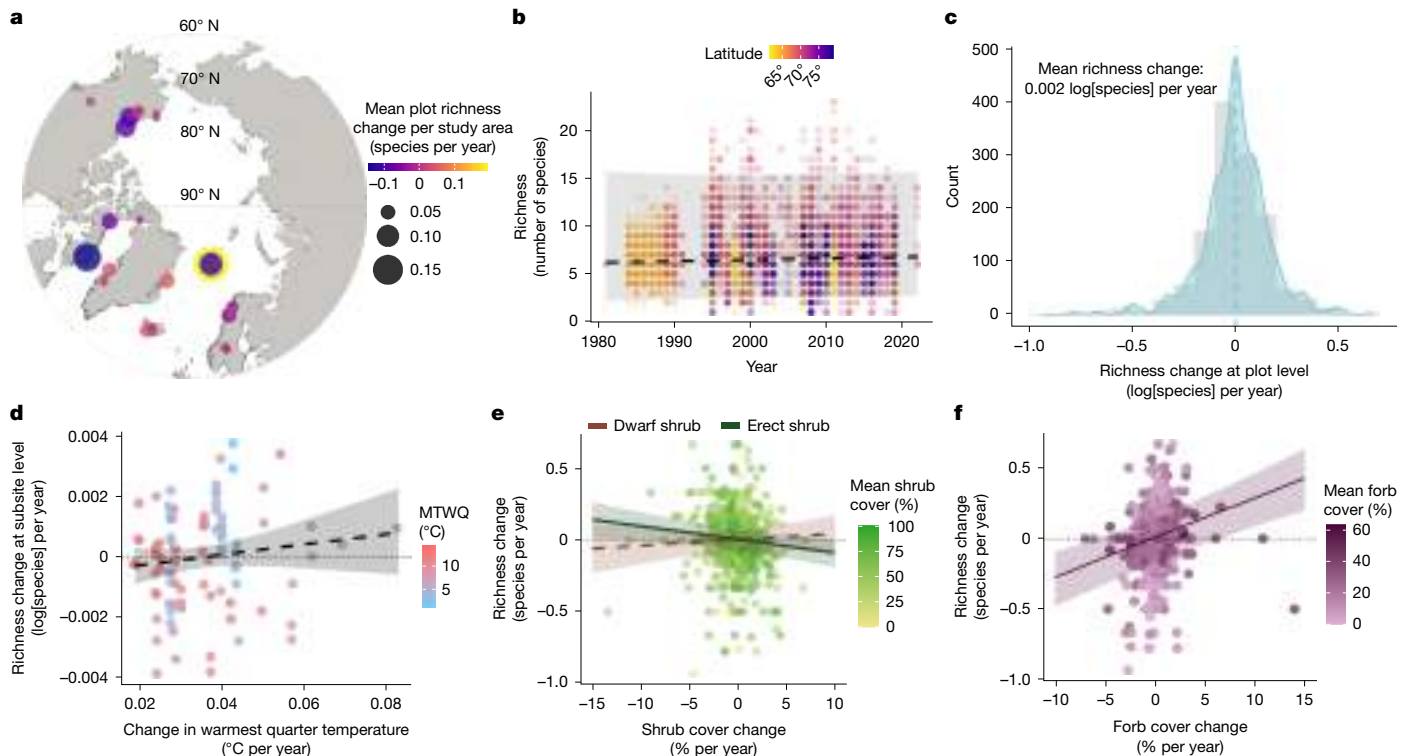 a
60° N
70° N
80° N
90° N
Mean plot richness
change per study area
(species per year)
−0.1 0 0.1
0.05
0.10
0.15
b
Latitude
65° 70° 75°
Richness
(number of species)
20
15
10
5
0
1980 1990 2000 2010 2020
Year
c
Mean richness change:
0.002 log[species] per year
Count
500
400
300
200
100
0
−1.0 −0.5 0 0.5
Richness change at plot level
(log[species] per year)
d
Richness change at subsite level
(log[species] per year)
0.004
0.002
0
−0.002
−0.004
0.02 0.04 0.06 0.08
Change in warmest quarter temperature
(°C per year)
MTWQ
(°C)
10
5
e
Dwarf shrub Erect shrub
Richness change
(species per year)
0.5
0
−0.5
−1.0
−15 −10 −5 0 5 10
Shrub cover change
(% per year)
Mean shrub
cover (%)
100
75
50
25
0
f
Richness change
(species per year)
0.5
0
−0.5
−1.0
−10 −5 0 5 10 15
Forb cover change
(% per year)
Mean forb
cover (%)
60
40
20
0